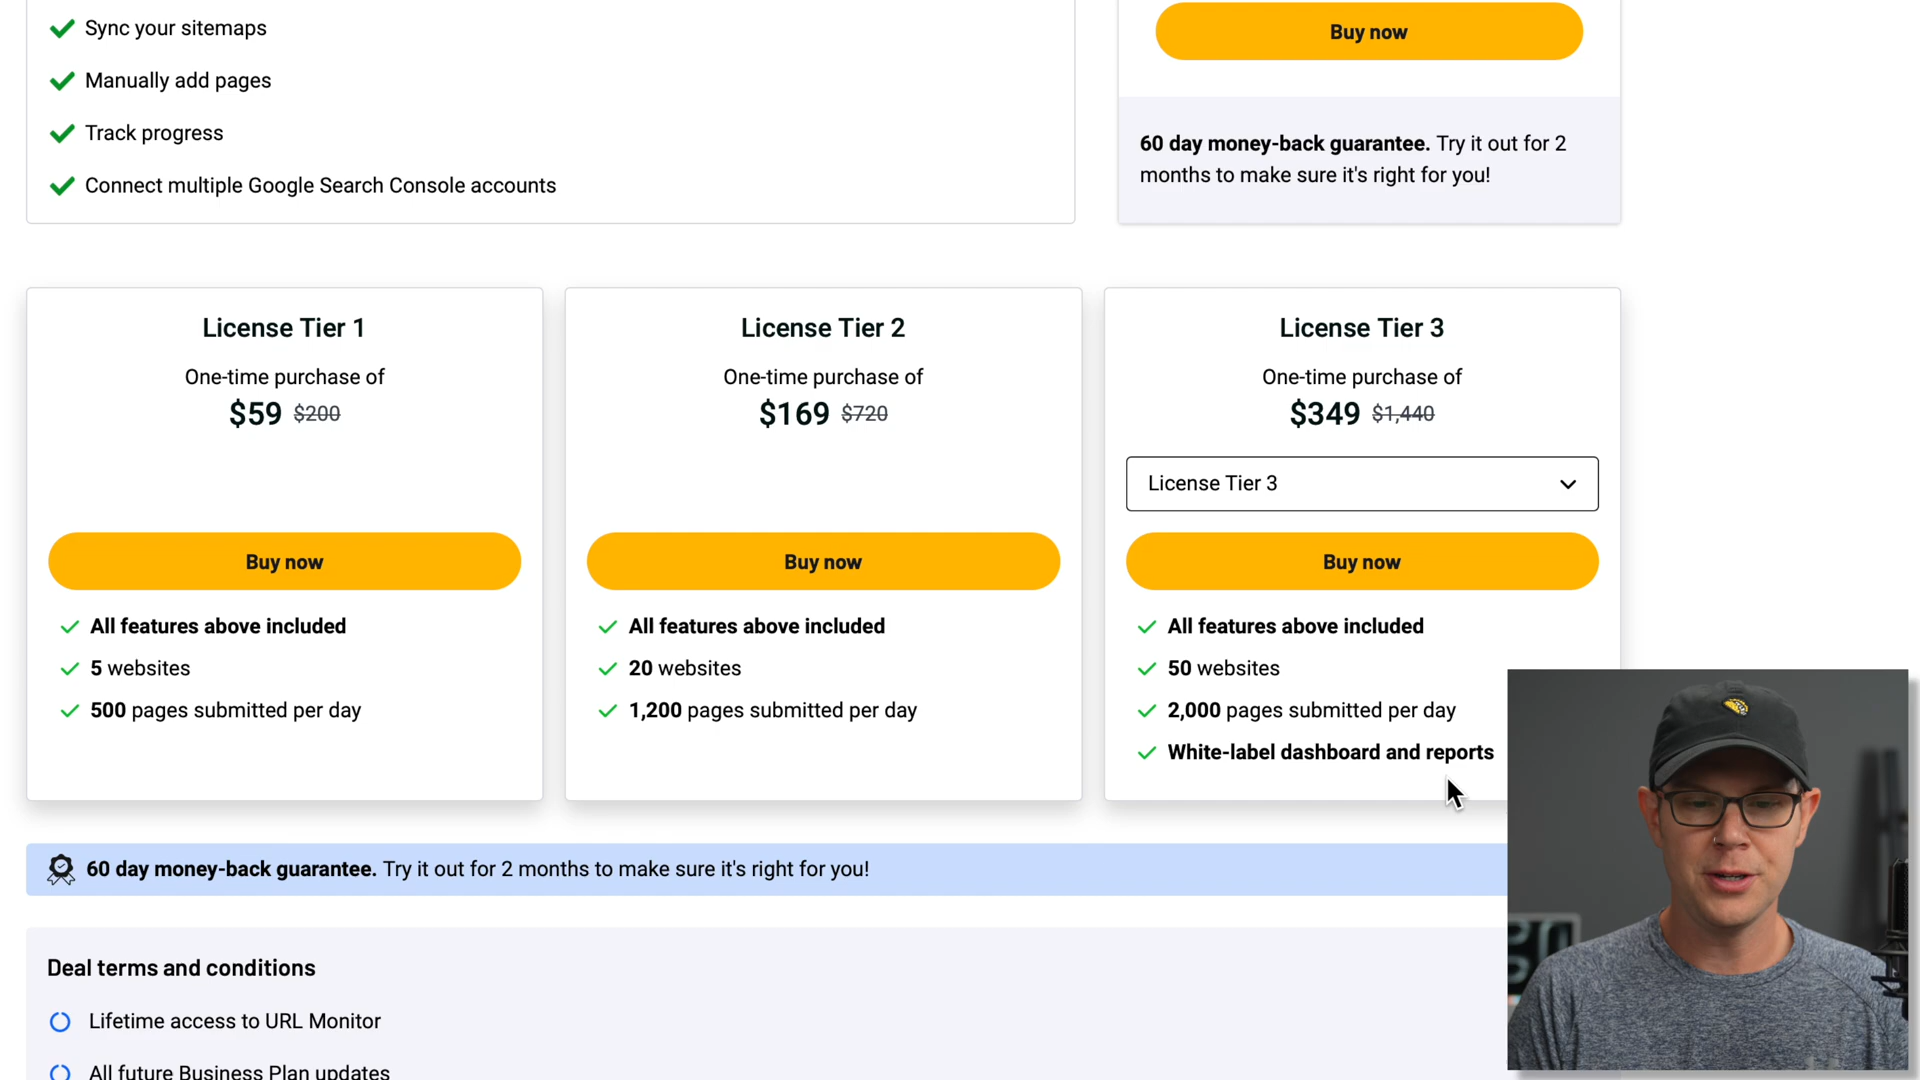 Sync your sitemaps
Manually add pages
Track progress
Connect multiple Google Search Console accounts
Buy now
60 day money-back guarantee. Try it out for 2
months to make sure it's right for you!
License Tier 1
One-time purchase of
$59 $200
Buy now
All features above included
5 websites
500 pages submitted per day
License Tier 2
One-time purchase of
$169 $720
Buy now
All features above included
20 websites
1,200 pages submitted per day
License Tier 3
One-time purchase of
$349 $1,440
License Tier 3
Buy now
All features above included
50 websites
2,000 pages submitted per day
White-label dashboard and reports
60 day money-back guarantee. Try it out for 2 months to make sure it's right for you!
Deal terms and conditions
Lifetime access to URL Monitor
All future Business Plan updates